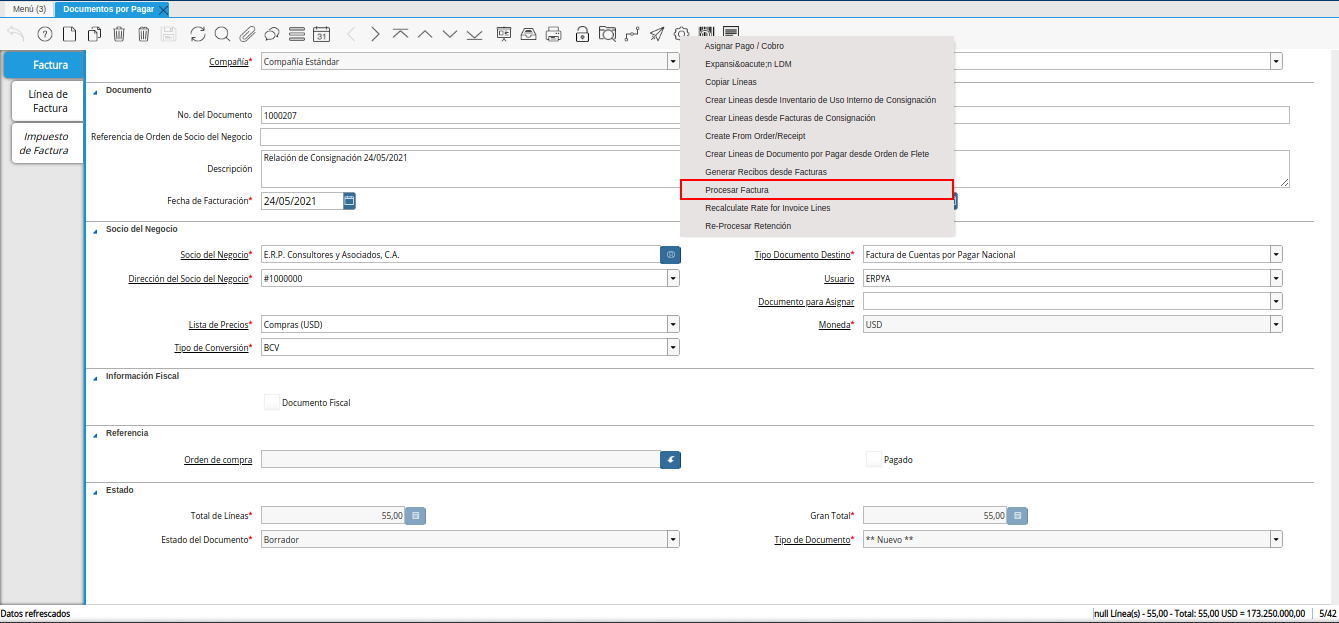 Menú (3)
Documentos por Pagar
31
Factura
Línea de
Factura
Impuesto
de Factura
Compañía* Compañía Estándar
Asignar Pago / Cobro
Expansi&oacute;n LDM
Copiar Líneas
Crear Lineas desde Inventario de Uso Interno de Consignación
Crear Lineas desde Facturas de Consignación
Create From Order/Receipt
Crear Lineas de Documento por Pagar desde Orden de Flete
Generar Recibos desde Facturas
Procesar Factura
Recalculate Rate for Invoice Lines
Re-Procesar Retención
Documento
No. del Documento 1000207
Referencia de Orden de Socio del Negocio
Descripción Relación de Consignación 24/05/2021
Fecha de Facturación* 24/05/2021
Socio del Negocio
Socio del Negocio* E.R.P. Consultores y Asociados, C.A. Tipo Documento Destino* Factura de Cuentas por Pagar Nacional
Dirección del Socio del Negocio* #1000000 Usuario ERPYA
Documento para Asignar
Lista de Precios* Compras (USD) Moneda* USD
Tipo de Conversión* BCV
Información Fiscal
Documento Fiscal
Referencia
Orden de compra Pagado
Estado
Total de Líneas* 55,00 Gran Total* 55,00
Estado del Documento* Borrador Tipo de Documento* ** Nuevo **
Datos refrescados null Línea(s) - 55,00 - Total: 55,00 USD = 173.250.000,00 5/42